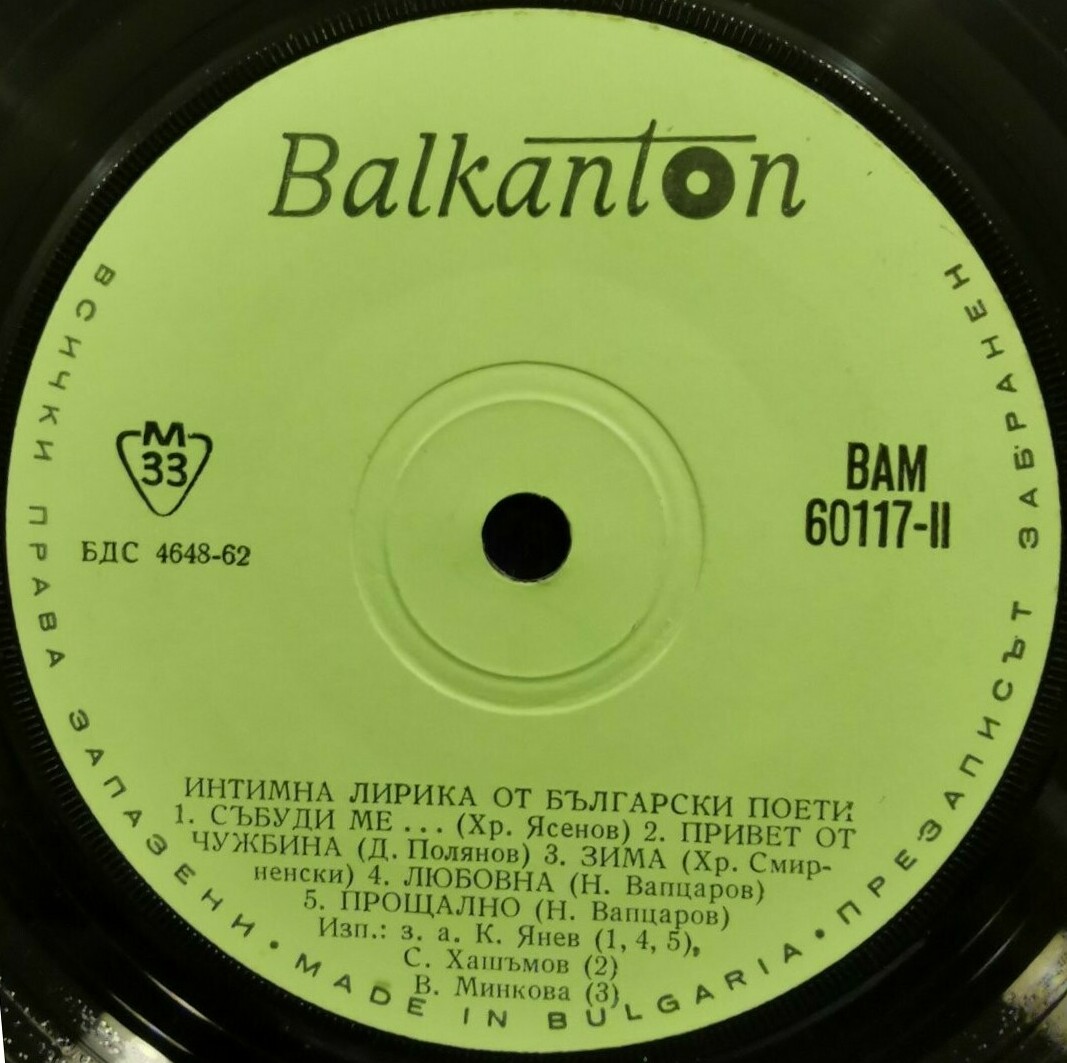 Balkanton
М
33
БДС 4648-62
ВАМ
60117-II
ИНТИМНА ЛИРИКА ОТ БЪЛГАРСКИ ПОЕТИ
1. СЪБУДИ МЕ ... (Хр. Ясенов) 2. ПРИВЕТ ОТ
ЧУЖБИНА (Д. Полянов) 3. ЗИМА (Хр. Смир-
ненски) 4. ЛЮБОВНА (Н. Вапцаров)
5. ПРОЩАЛНО (Н. Вапцаров)
Изп.: з. а. К. Янев (1, 4, 5),
С. Хашъмов (2)
В. Минкова (3)
ВСИЧКИ ПРАВА ЗАПАЗЕНИ • MADE IN BULGARIA • ПРЕЗАПИСЪТ ЗАБРАНЕН